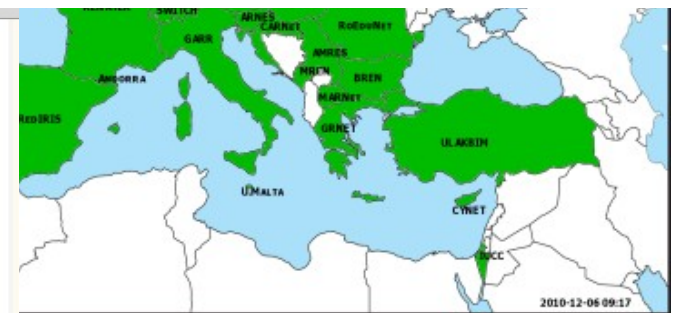 RENATER
SWITCH
ARNES
CARNET
ROEDUNET
GARR
AMRES
MREN
BREN
ANDORRA
MARNET
REDIRIS
GRNET
ULAKBIM
U.MALTA
CYNET
IUCC
2010-12-06 09:17